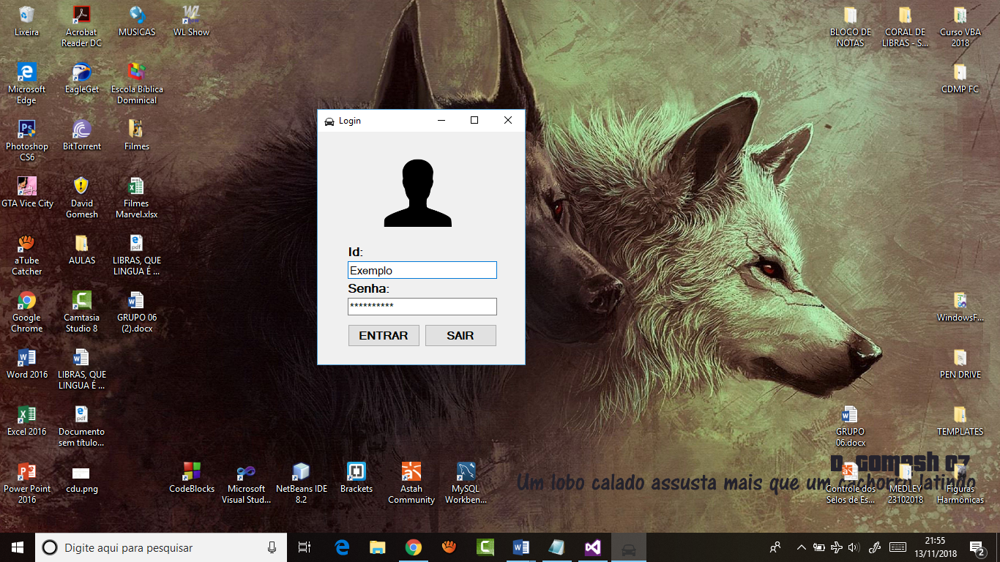 Lixeira
Acrobat
Reader DC
MUSICAS
WL Show
BLOCO DE
NOTAS
CORAL DE
LIBRAS - S...
Curso VBA
2018
Microsoft
Edge
EagleGet
Escola Bíblica
Dominical
CDMP FC
Photoshop
CS6
BitTorrent
Filmes
GTA Vice City
David
Gomesh
Filmes
Marvel.xlsx
aTube
Catcher
AULAS
LIBRAS, QUE
LINGUA É ...
Google
Chrome
Camtasia
Studio 8
GRUPO 06
(2).docx
WindowsF...
Word 2016
LIBRAS, QUE
LINGUA É ...
PEN DRIVE
Excel 2016
Documento
sem título...
GRUPO
06.docx
TEMPLATES
Power Point
2016
cdu.png
CodeBlocks
Microsoft
Visual Stud...
NetBeans IDE
8.2
Brackets
Astah
Community
MySQL
Workben...
Controle dos
Selos de Es...
MEDLEY
23102018
Figuras
Harmônicas
Login
Id:
Exemplo
Senha:
**********
ENTRAR
SAIR
D_Gomesh 07
Um lobo calado assusta mais que um cachorro latindo
Digite aqui para pesquisar
21:55
13/11/2018
2